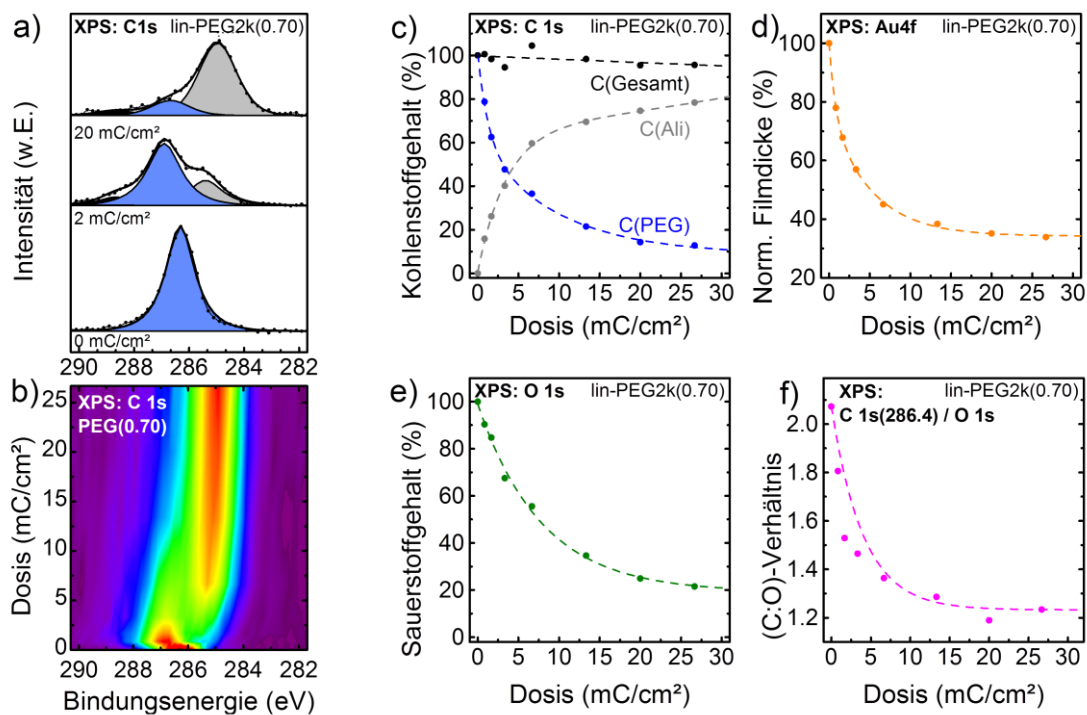 a) XPS: C1s lin-PEG2k(0.70)
20 mC/cm²
2 mC/cm²
0 mC/cm²
Intensität (w.E.)
290 288 286 284 282
b) XPS: C 1s
PEG(0.70)
25
20
15
10
5
0
Dosis (mC/cm²)
290 288 286 284 282
Bindungsenergie (eV)
c) XPS: C 1s lin-PEG2k(0.70)
100
80
60
40
20
0
Kohlenstoffgehalt (%)
C(Gesamt)
C(Ali)
C(PEG)
0 5 10 15 20 25 30
Dosis (mC/cm²)
d) XPS: Au4f lin-PEG2k(0.70)
100
80
60
40
20
Norm. Filmdicke (%)
0 5 10 15 20 25 30
Dosis (mC/cm²)
e) XPS: O 1s lin-PEG2k(0.70)
100
80
60
40
20
0
Sauerstoffgehalt (%)
0 5 10 15 20 25 30
Dosis (mC/cm²)
f) XPS: lin-PEG2k(0.70)
C 1s(286.4) / O 1s
2.0
1.8
1.6
1.4
1.2
(C:O)-Verhältnis
0 5 10 15 20 25 30
Dosis (mC/cm²)